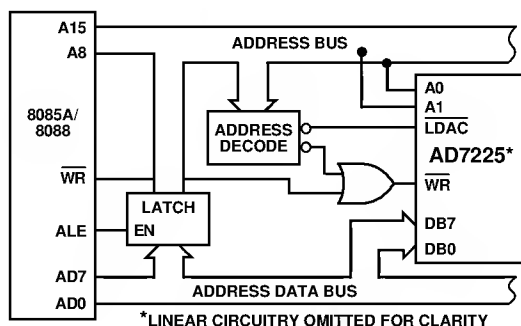 A15
A8
8085A/
8088
WR
ALE
AD7
AD0
ADDRESS BUS
ADDRESS
DECODE
LATCH
EN
A0
A1
LDAC
AD7225*
WR
DB7
DB0
ADDRESS DATA BUS
*LINEAR CIRCUITRY OMITTED FOR CLARITY